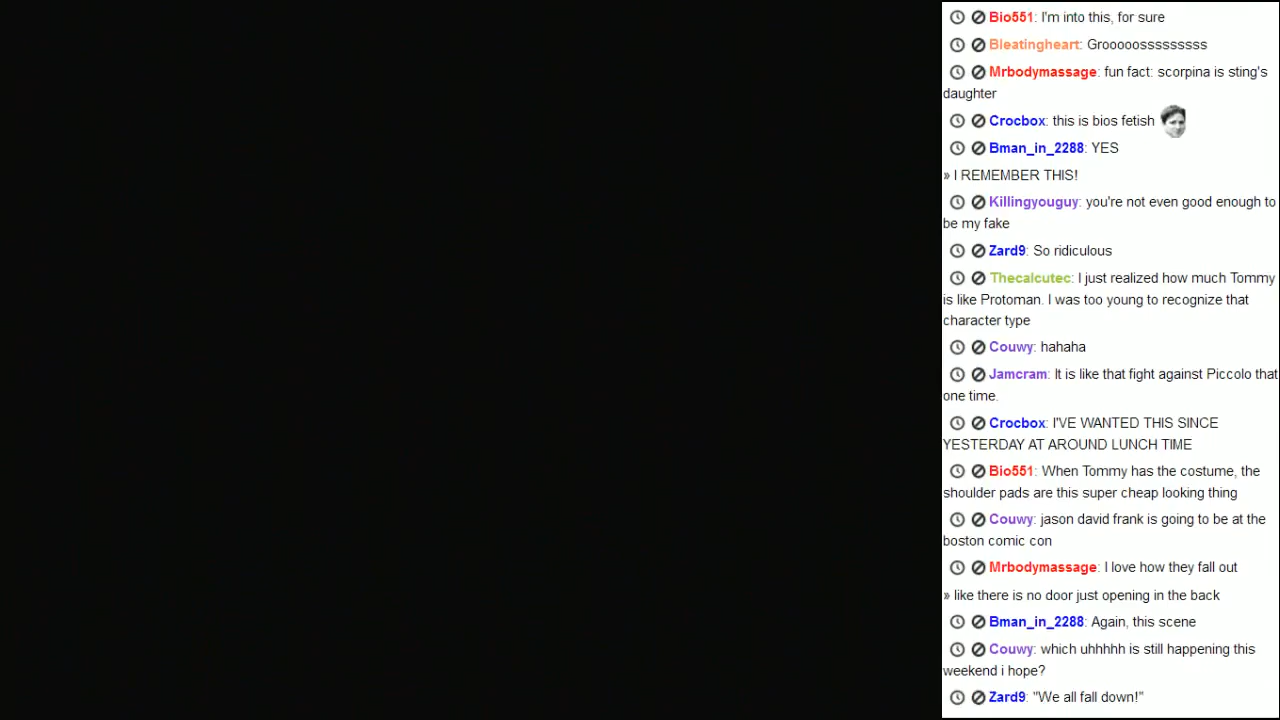 Bio551: I'm into this, for sure
Bleatingheart: Grooooosssssssss
Mrbodymassage: fun fact: scorpina is sting's
daughter
Crocbox: this is bios fetish
Bman_in_2288: YES
» I REMEMBER THIS!
Killingyouguy: you're not even good enough to
be my fake
Zard9: So ridiculous
Thecalcutec: I just realized how much Tommy
is like Protoman. I was too young to recognize that
character type
Couwy: hahaha
Jamcram: It is like that fight against Piccolo that
one time.
Crocbox: I'VE WANTED THIS SINCE
YESTERDAY AT AROUND LUNCH TIME
Bio551: When Tommy has the costume, the
shoulder pads are this super cheap looking thing
Couwy: jason david frank is going to be at the
boston comic con
Mrbodymassage: I love how they fall out
» like there is no door just opening in the back
Bman_in_2288: Again, this scene
Couwy: which uhhhhh is still happening this
weekend i hope?
Zard9: "We all fall down!"